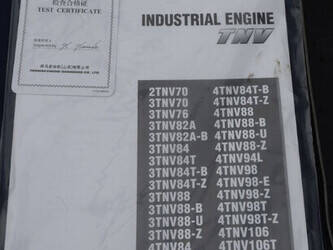 检查合格证
TEST CERTIFICATE
INDUSTRIAL ENGINE
TNV
2TNV70 4TNV84T-B
3TNV70 4TNV84T-Z
3TNV76 4TNV88
3TNV82A 4TNV88-B
3TNV82A-B 4TNV88-U
3TNV84 4TNV88-Z
3TNV84T 4TNV94L
3TNV84T-B 4TNV98
3TNV84T-Z 4TNV98-E
3TNV88 4TNV98-Z
3TNV88-B 4TNV98T
3TNV88-U 4TNV98T-Z
3TNV88-Z 4TNV106
4TNV84 4TNV106T